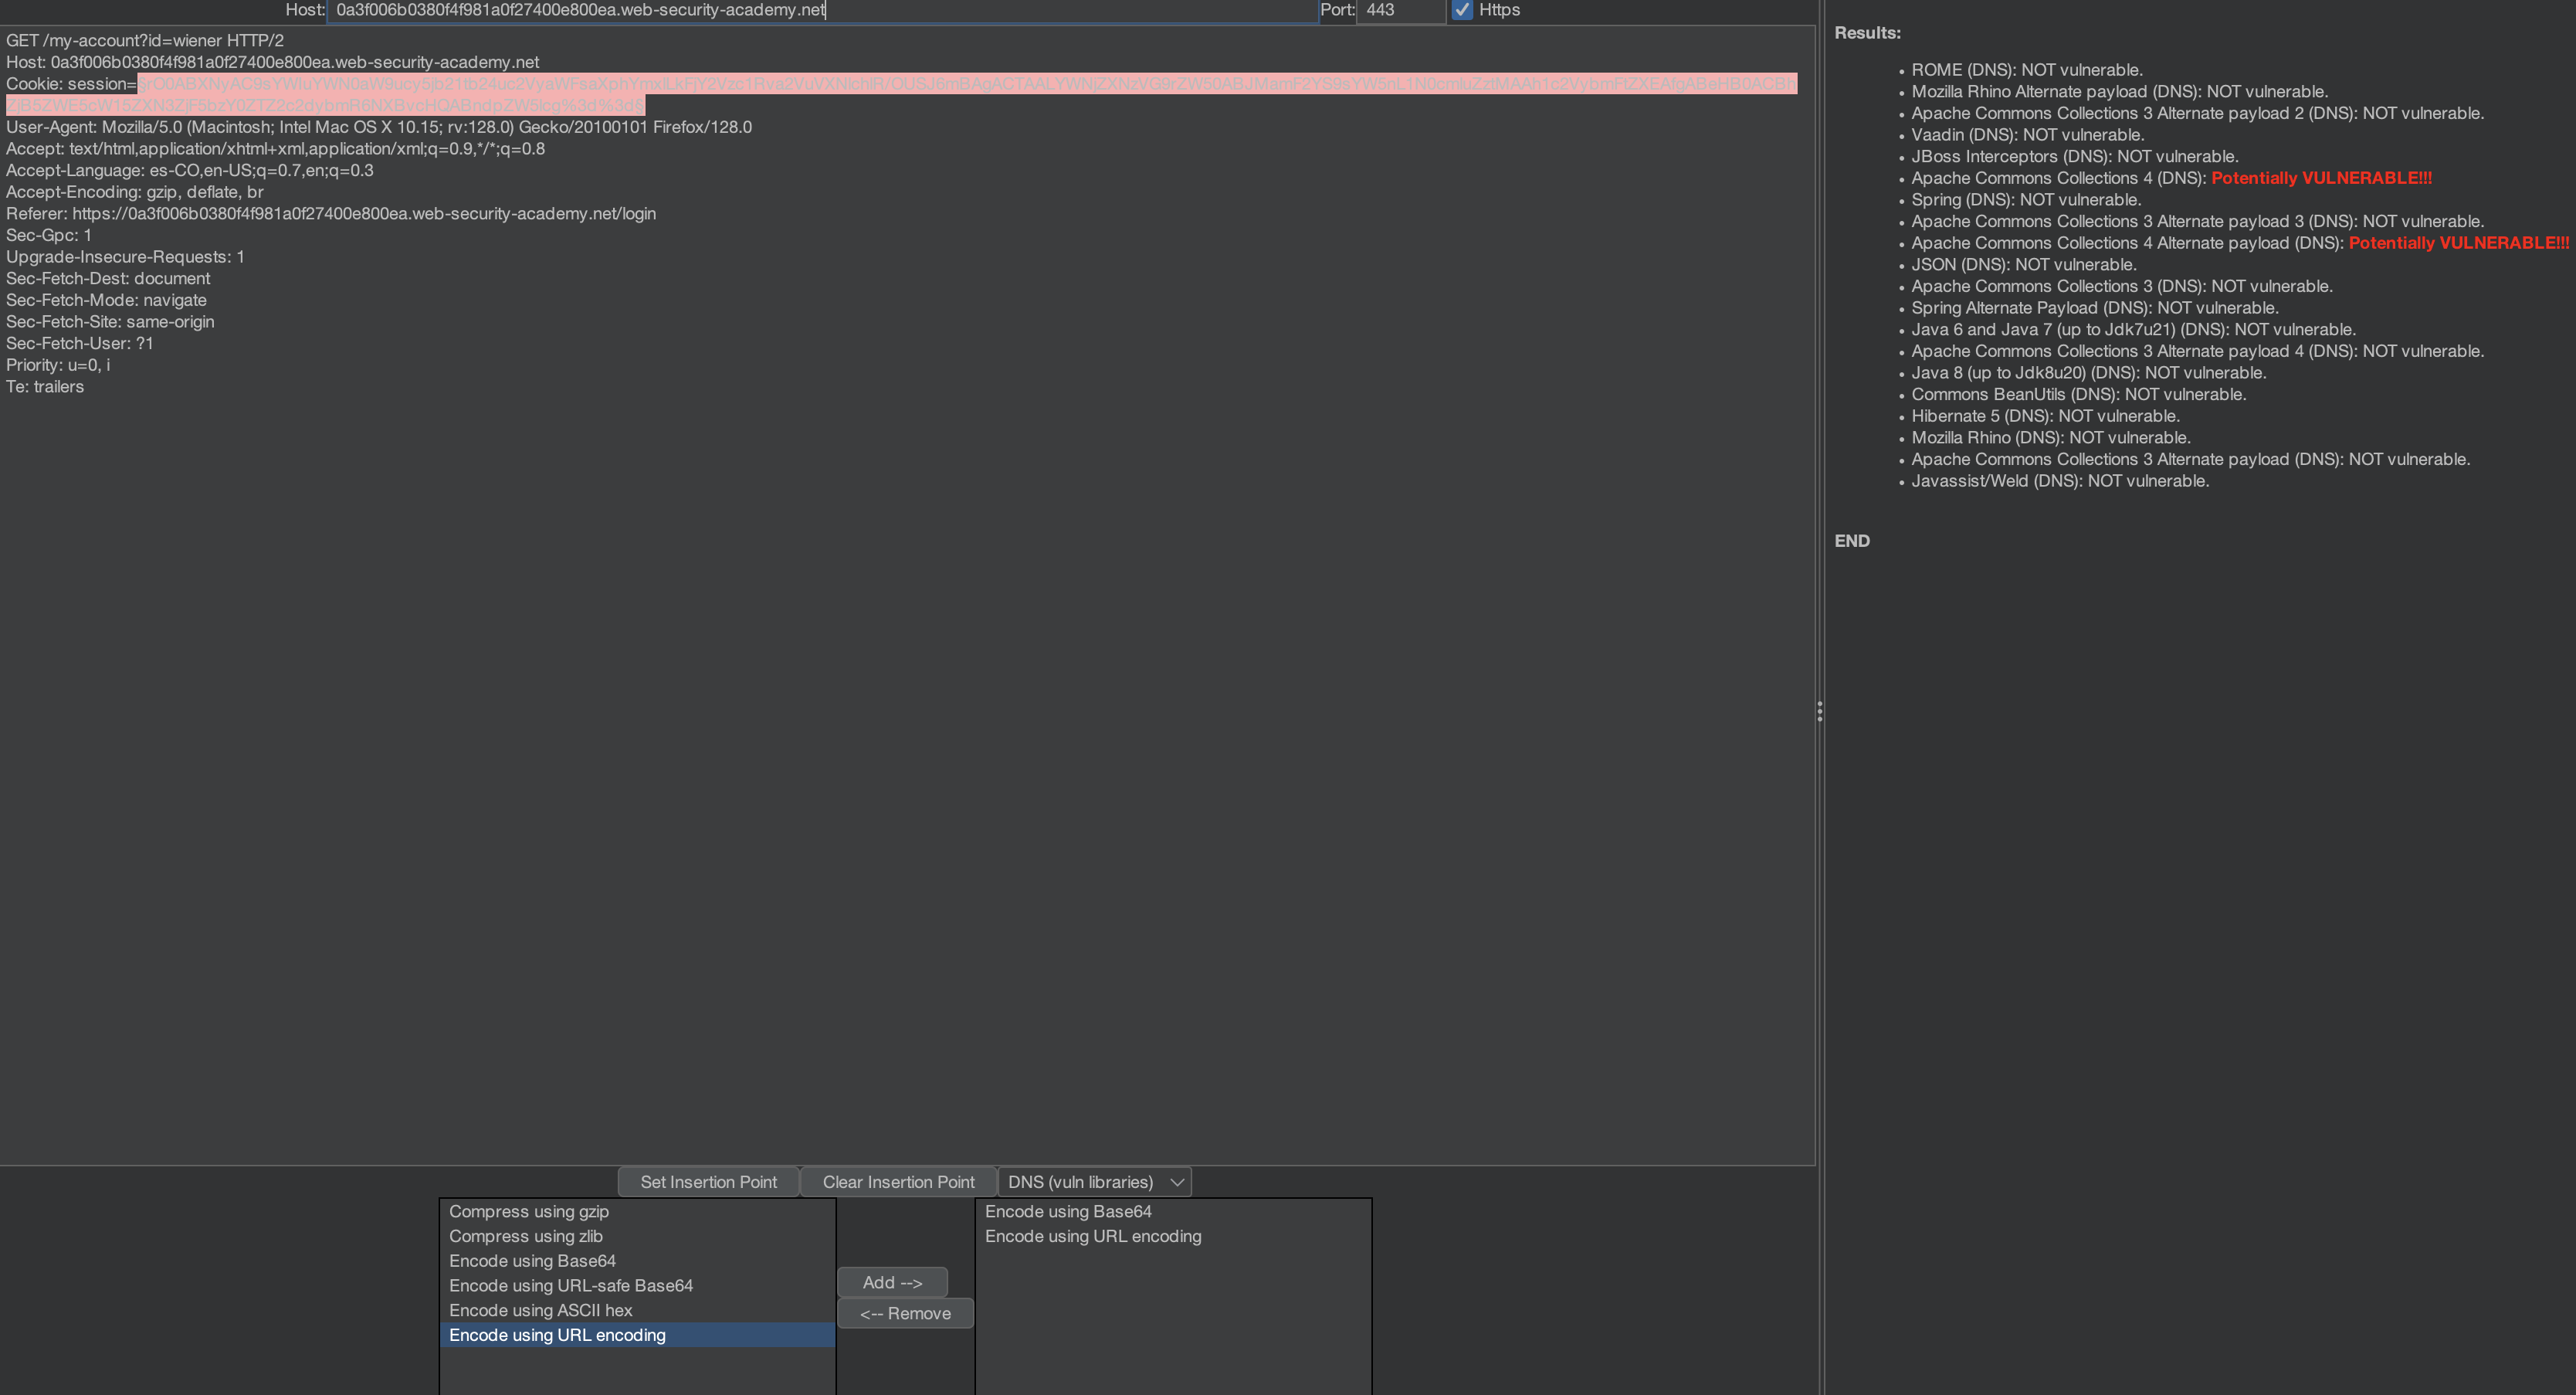 Host: 0a3f006b0380f4f981a0f27400e800ea.web-security-academy.net Port: 443 Https
GET /my-account?id=wiener HTTP/2
Host: 0a3f006b0380f4f981a0f27400e800ea.web-security-academy.net
Cookie: session=
User-Agent: Mozilla/5.0 (Macintosh; Intel Mac OS X 10.15; rv:128.0) Gecko/20100101 Firefox/128.0
Accept: text/html,application/xhtml+xml,application/xml;q=0.9,*/*;q=0.8
Accept-Language: es-CO,en-US;q=0.7,en;q=0.3
Accept-Encoding: gzip, deflate, br
Referer: https://0a3f006b0380f4f981a0f27400e800ea.web-security-academy.net/login
Sec-Gpc: 1
Upgrade-Insecure-Requests: 1
Sec-Fetch-Dest: document
Sec-Fetch-Mode: navigate
Sec-Fetch-Site: same-origin
Sec-Fetch-User: ?1
Priority: u=0, i
Te: trailers
Set Insertion Point Clear Insertion Point DNS (vuln libraries)
Compress using gzip
Compress using zlib
Encode using Base64
Encode using URL-safe Base64
Encode using ASCII hex
Encode using URL encoding
Add -->
<-- Remove
Encode using Base64
Encode using URL encoding
Results:
• ROME (DNS): NOT vulnerable.
• Mozilla Rhino Alternate payload (DNS): NOT vulnerable.
• Apache Commons Collections 3 Alternate payload 2 (DNS): NOT vulnerable.
• Vaadin (DNS): NOT vulnerable.
• JBoss Interceptors (DNS): NOT vulnerable.
• Apache Commons Collections 4 (DNS): Potentially VULNERABLE!!!
• Spring (DNS): NOT vulnerable.
• Apache Commons Collections 3 Alternate payload 3 (DNS): NOT vulnerable.
• Apache Commons Collections 4 Alternate payload (DNS): Potentially VULNERABLE!!!
• JSON (DNS): NOT vulnerable.
• Apache Commons Collections 3 (DNS): NOT vulnerable.
• Spring Alternate Payload (DNS): NOT vulnerable.
• Java 6 and Java 7 (up to Jdk7u21) (DNS): NOT vulnerable.
• Apache Commons Collections 3 Alternate payload 4 (DNS): NOT vulnerable.
• Java 8 (up to Jdk8u20) (DNS): NOT vulnerable.
• Commons BeanUtils (DNS): NOT vulnerable.
• Hibernate 5 (DNS): NOT vulnerable.
• Mozilla Rhino (DNS): NOT vulnerable.
• Apache Commons Collections 3 Alternate payload (DNS): NOT vulnerable.
• Javassist/Weld (DNS): NOT vulnerable.
END